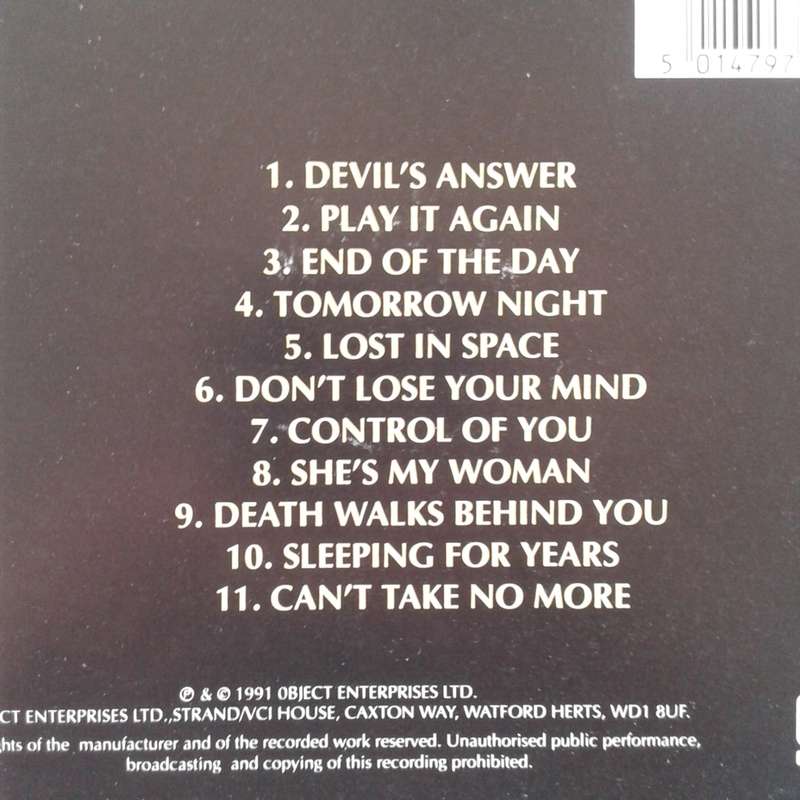 5 014797
1. DEVIL'S ANSWER
2. PLAY IT AGAIN
3. END OF THE DAY
4. TOMORROW NIGHT
5. LOST IN SPACE
6. DON'T LOSE YOUR MIND
7. CONTROL OF YOU
8. SHE'S MY WOMAN
9. DEATH WALKS BEHIND YOU
10. SLEEPING FOR YEARS
11. CAN'T TAKE NO MORE
℗ & © 1991 0BJECT ENTERPRISES LTD.
CT ENTERPRISES LTD.,STRAND/VCI HOUSE, CAXTON WAY, WATFORD HERTS, WD1 8UF.
hts of the manufacturer and of the recorded work reserved. Unauthorised public performance,
broadcasting and copying of this recording prohibited.